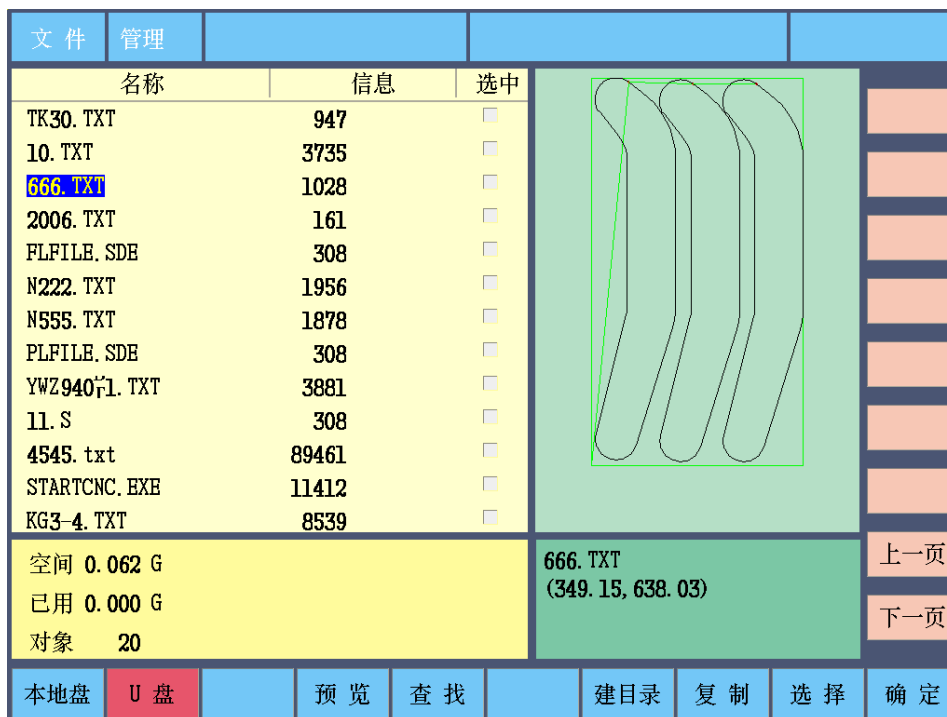 文 件 管理
名称 信息 选中
TK30. TXT 947
10. TXT 3735
666. TXT 1028
2006. TXT 161
FLFILE. SDE 308
N222. TXT 1956
N555. TXT 1878
PLFILE. SDE 308
3881
11. S 308
4545. txt 89461
STARTCNC. EXE 11412
KG3-4. TXT 8539
空间 0.062 G
已用 0.000 G
对象 20
666. TXT
(349.15, 638.03)
上一页
下一页
本地盘 U 盘 预 览 查 找 建目录 复 制 选 择 确 定